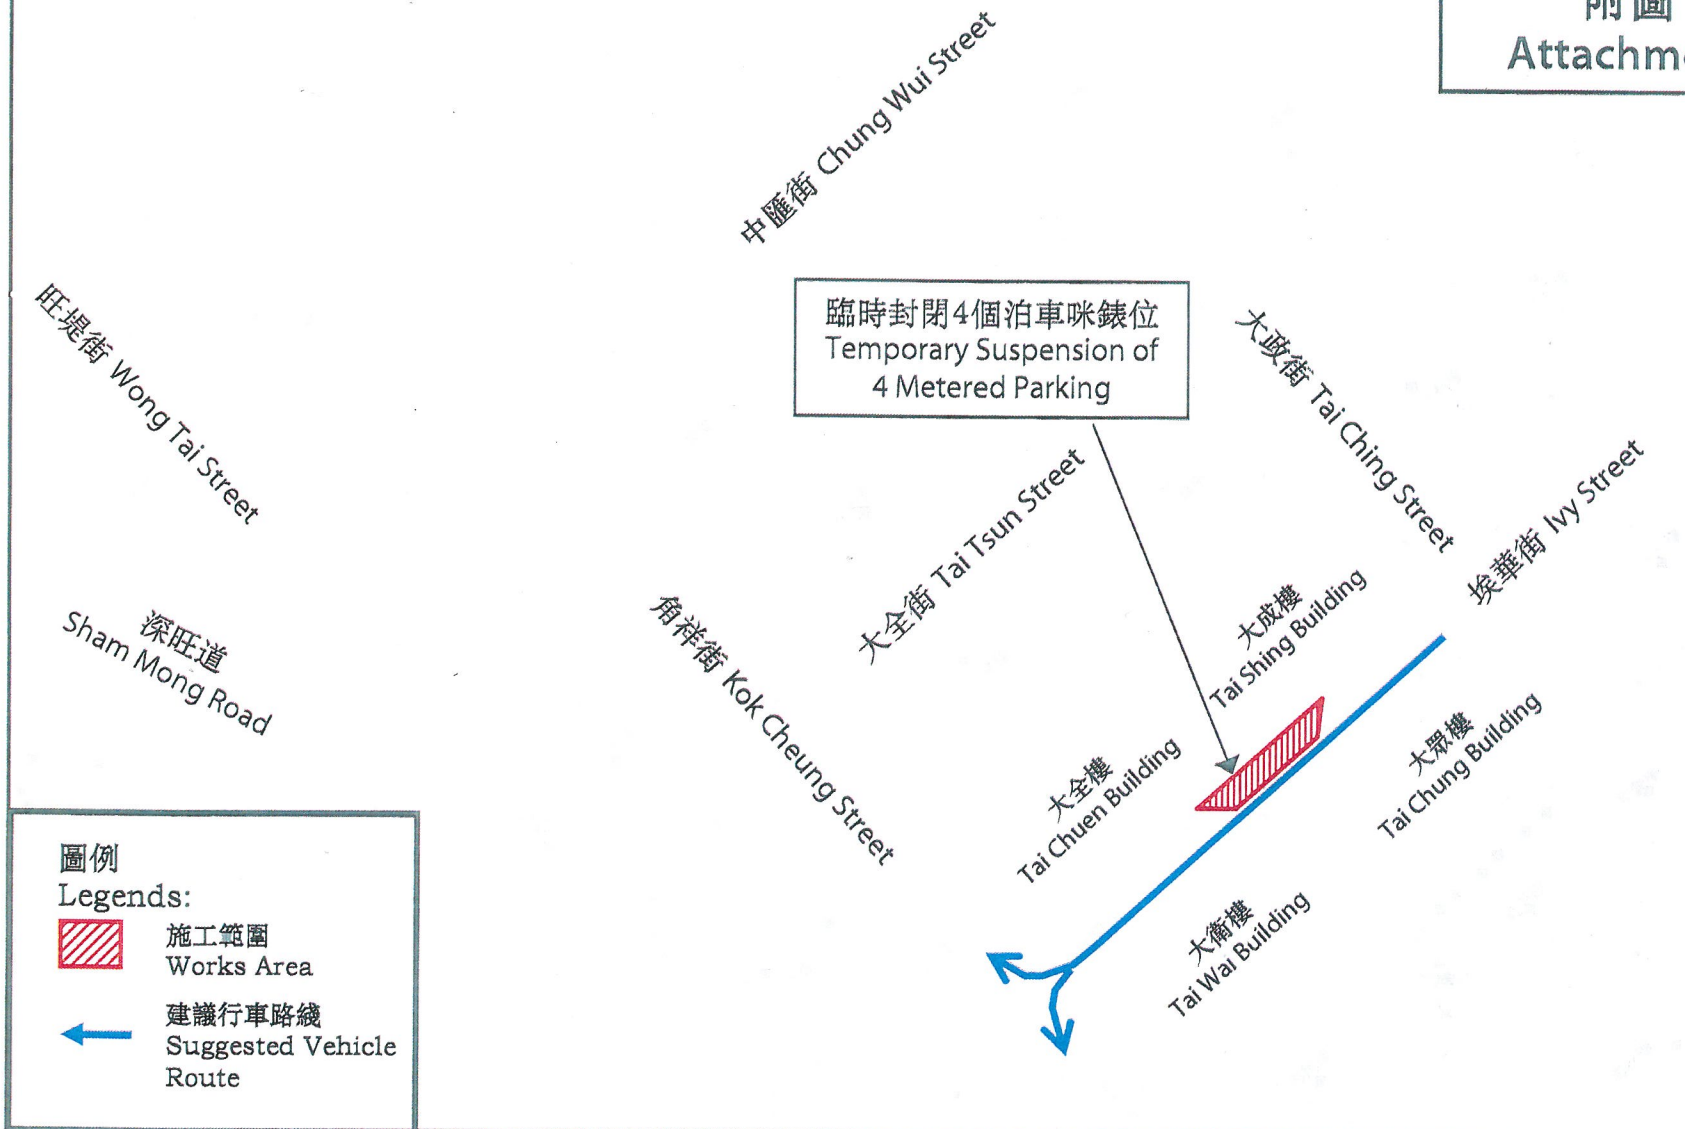 附圖
Attachm
中匯街 Chung Wui Street
旺堤街 Wong Tai Street
臨時封閉4個泊車咪錶位
Temporary Suspension of
4 Metered Parking
大政街 Tai Ching Street
埃華街 Ivy Street
大全街 Tai Tsun Street
深旺道
Sham Mong Road
角祥街 Kok Cheung Street
大成樓
Tai Shing Building
大全樓
Tai Chuen Building
大眾樓
Tai Chung Building
大衛樓
Tai Wai Building
圖例
Legends:
施工範圍
Works Area
建議行車路綫
Suggested Vehicle
Route